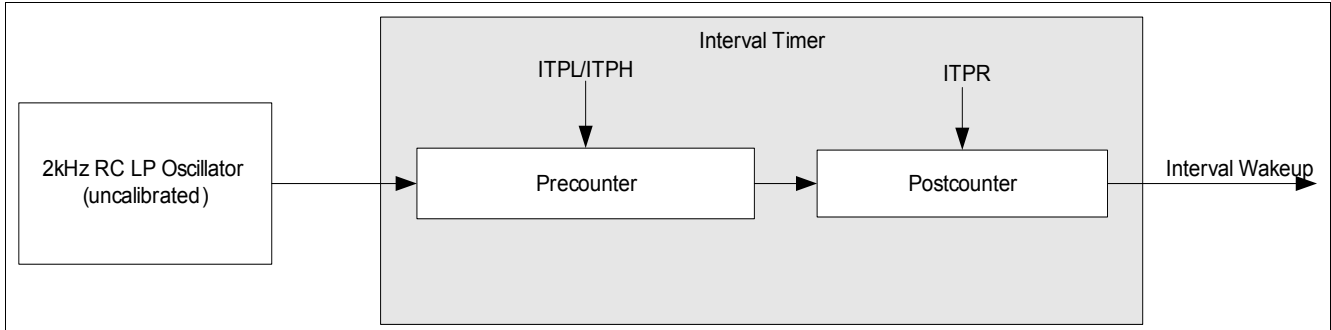 Interval Timer
ITPL/ITPH
ITPR
2kHz RC LP Oscillator
(uncalibrated)
Precounter
Postcounter
Interval Wakeup